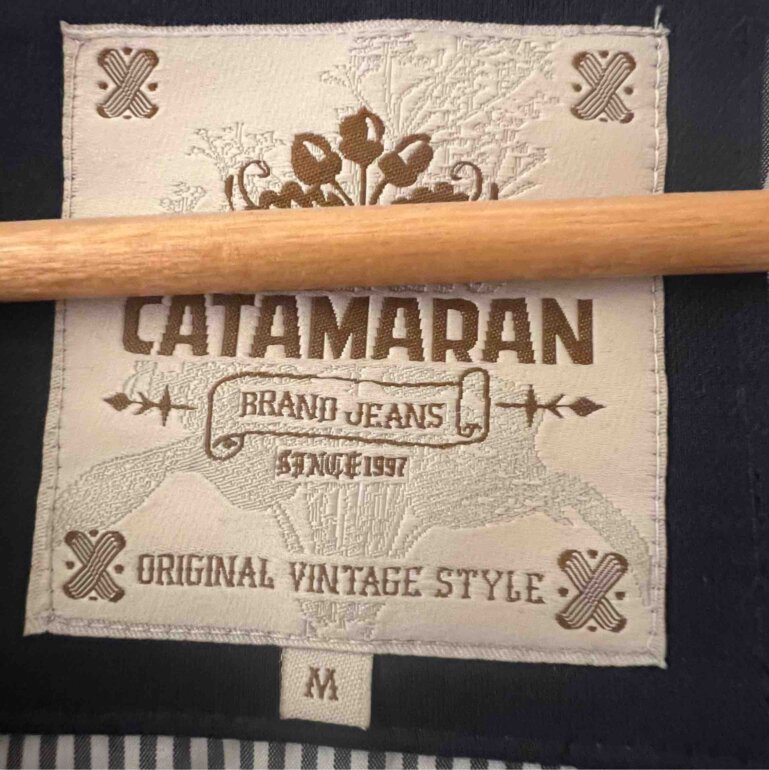 CATAMARAN
BRAND JEANS
SINCE 1997
ORIGINAL VINTAGE STYLE
M